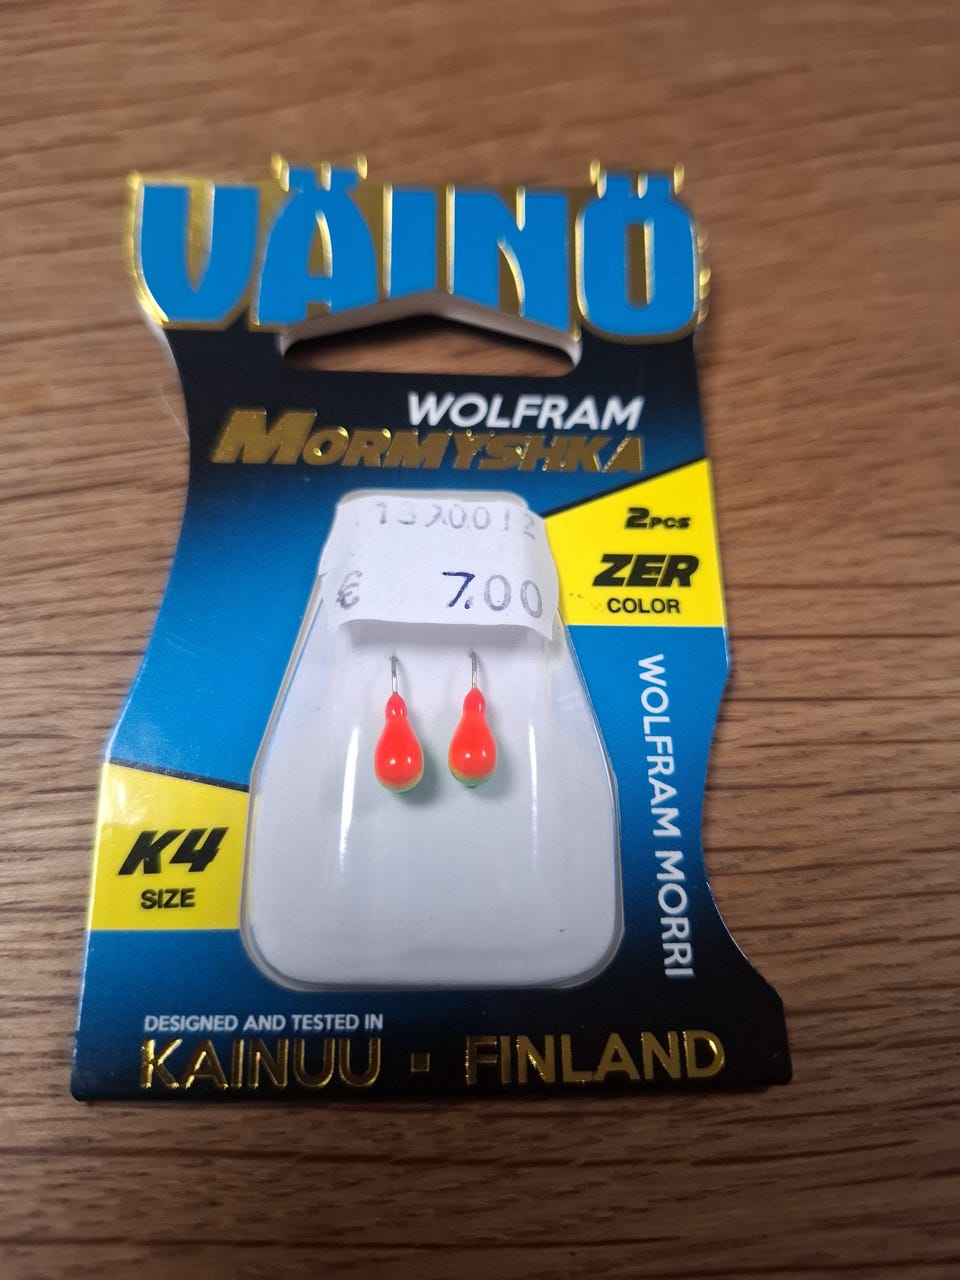 VÄINÖ
WOLFRAM
MORMYSHKA
2PCS
ZER
COLOR
€ 7.00
WOLFRAM MORRI
K4
SIZE
DESIGNED AND TESTED IN
KAINUU ▪ FINLAND